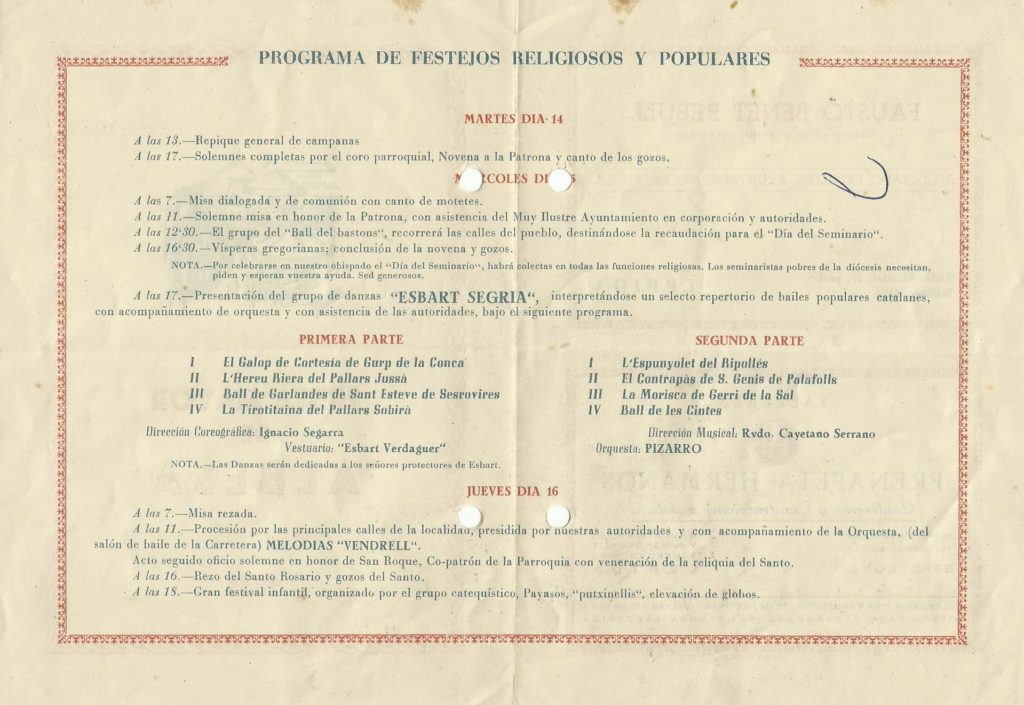 PROGRAMA DE FESTEJOS RELIGIOSOS Y POPULARES
MARTES DIA 14
A las 13.—Repique general de campanas
A las 17.—Solemnes completas por el coro parroquial, Novena a la Patrona y canto de los gozos.
M RCOLES DI 5
A las 7.—Misa dialogada y de comunión con canto de motetes.
A las 11.—Solemne misa en honor de la Patrona, con asistencia del Muy Ilustre Ayuntamiento en corporación y autoridades.
A las 12'30.—El grupo del "Ball del bastons", recorrerá las calles del pueblo, destinándose la recaudación para el "Día del Seminario".
A las 16'30.—Vísperas gregorianas; conclusión de la novena y gozos.
NOTA.—Por celebrarse en nuestro obispado el "Día del Seminario", habrá colectas en todas las funciones religiosas. Los seminaristas pobres de la diócesis necesitan,
piden y esperan vuestra ayuda. Sed generosos.
A las 17.—Presentación del grupo de danzas "ESBART SEGRIA", interpretándose un selecto repertorio de bailes populares catalanes,
con acompañamiento de orquesta y con asistencia de las autoridades, bajo el siguiente programa.
PRIMERA PARTE
I El Galop de Cortesía de Gurp de la Conca
II L'Hereu Riera del Pallars Jussà
III Ball de Garlandes de Sant Esteve de Sesrovires
IV La Tirotitaina del Pallars Sobirà
Dirección Coreográfica: Ignacio Segarra
Vestuario: "Esbart Verdaguer"
NOTA.—Las Danzas serán dedicadas a los señores protectores de Esbart.
SEGUNDA PARTE
I L'Espunyolet del Ripollés
II El Contrapàs de S. Genis de Palafolls
III La Morisca de Gerri de la Sal
IV Ball de les Cintes
Dirección Musical: Rvdo. Cayetano Serrano
Orquesta: PIZARRO
JUEVES DIA 16
A las 7.—Misa rezada.
A las 11.—Procesión por las principales calles de la localidad, presidida por nuestras autoridades y con acompañamiento de la Orquesta, (del
salón de baile de la Carretera) MELODIAS "VENDRELL".
Acto seguido oficio solemne en honor de San Roque, Co-patrón de la Parroquia con veneración de la reliquia del Santo.
A las 16.—Rezo del Santo Rosario y gozos del Santo.
A las 18.—Gran festival infantil, organizado por el grupo catequístico, Payasos, "putxinellis", elevación de globos.